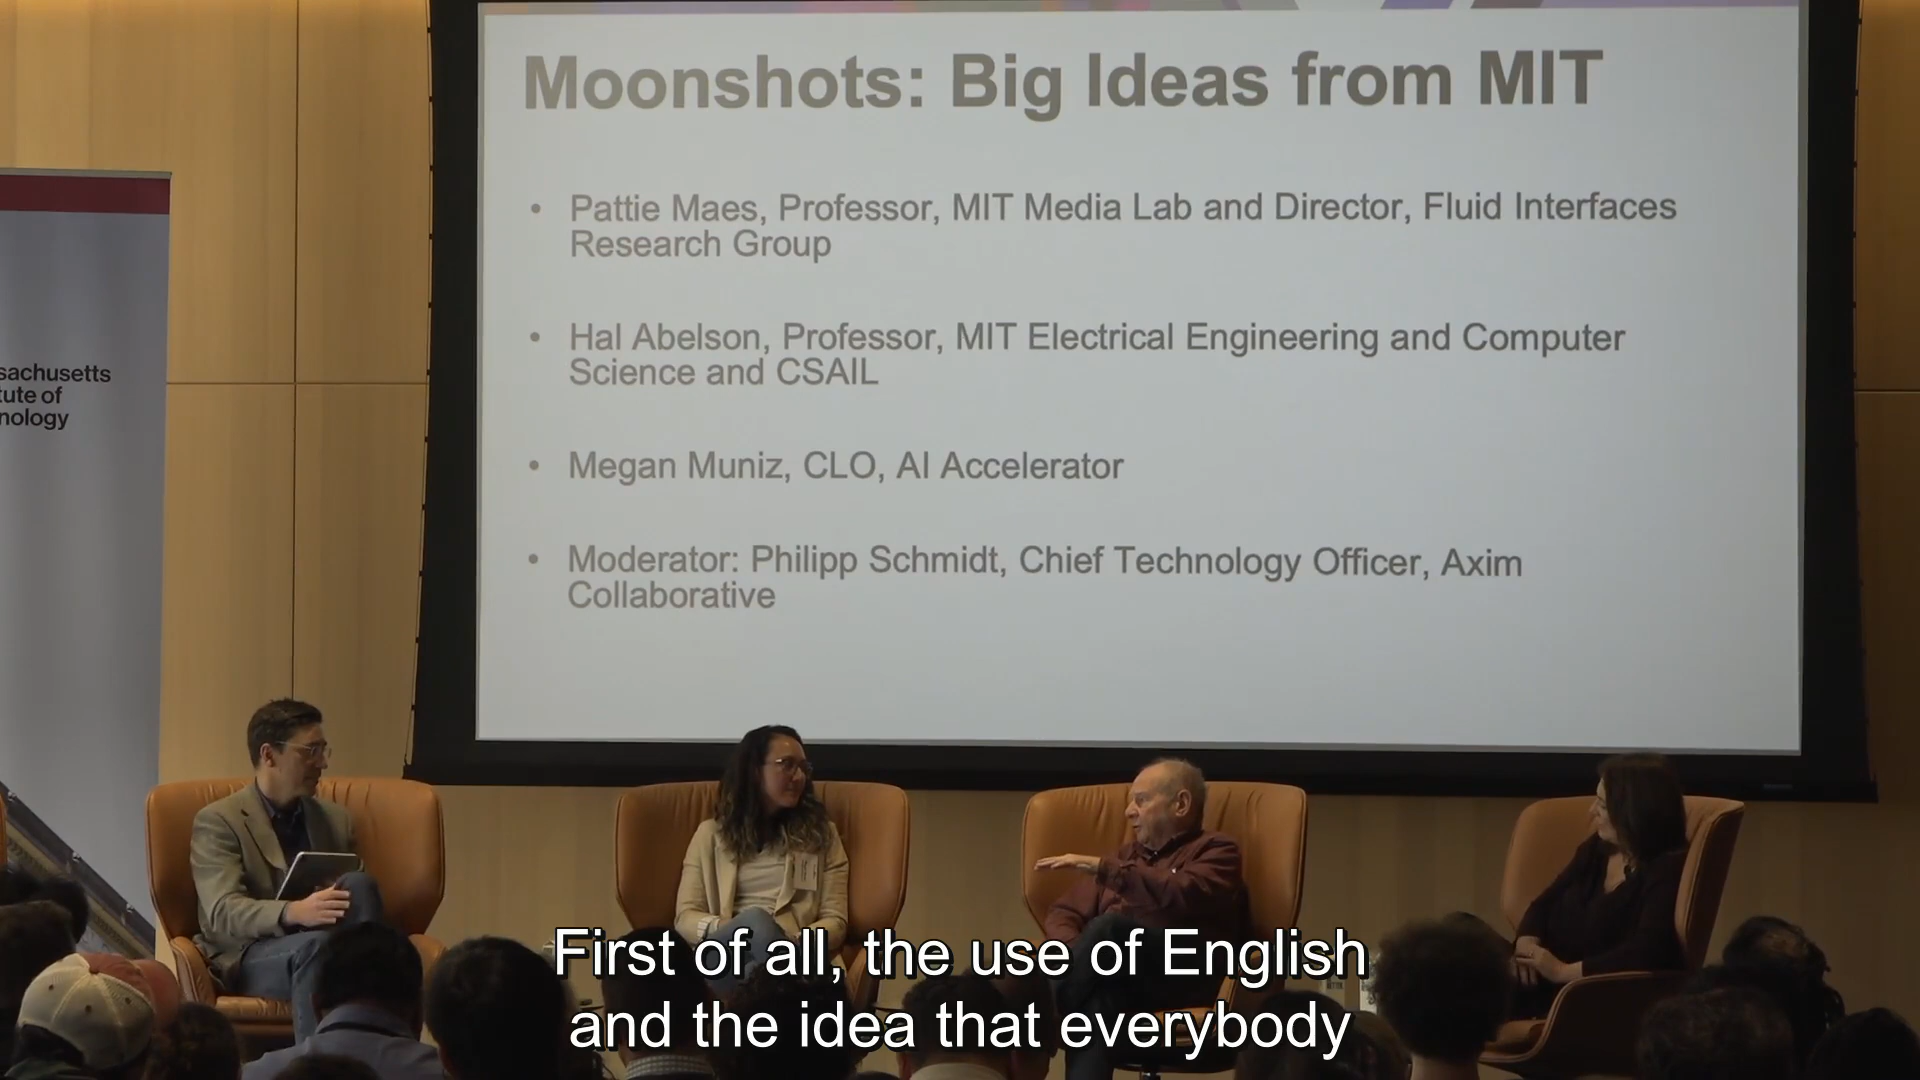 Moonshots: Big Ideas from MIT
• Pattie Maes, Professor, MIT Media Lab and Director, Fluid Interfaces
Research Group
• Hal Abelson, Professor, MIT Electrical Engineering and Computer
Science and CSAIL
• Megan Muniz, CLO, AI Accelerator
• Moderator: Philipp Schmidt, Chief Technology Officer, Axim
Collaborative
sachusetts
tute of
nology
First of all, the use of English
and the idea that everybody